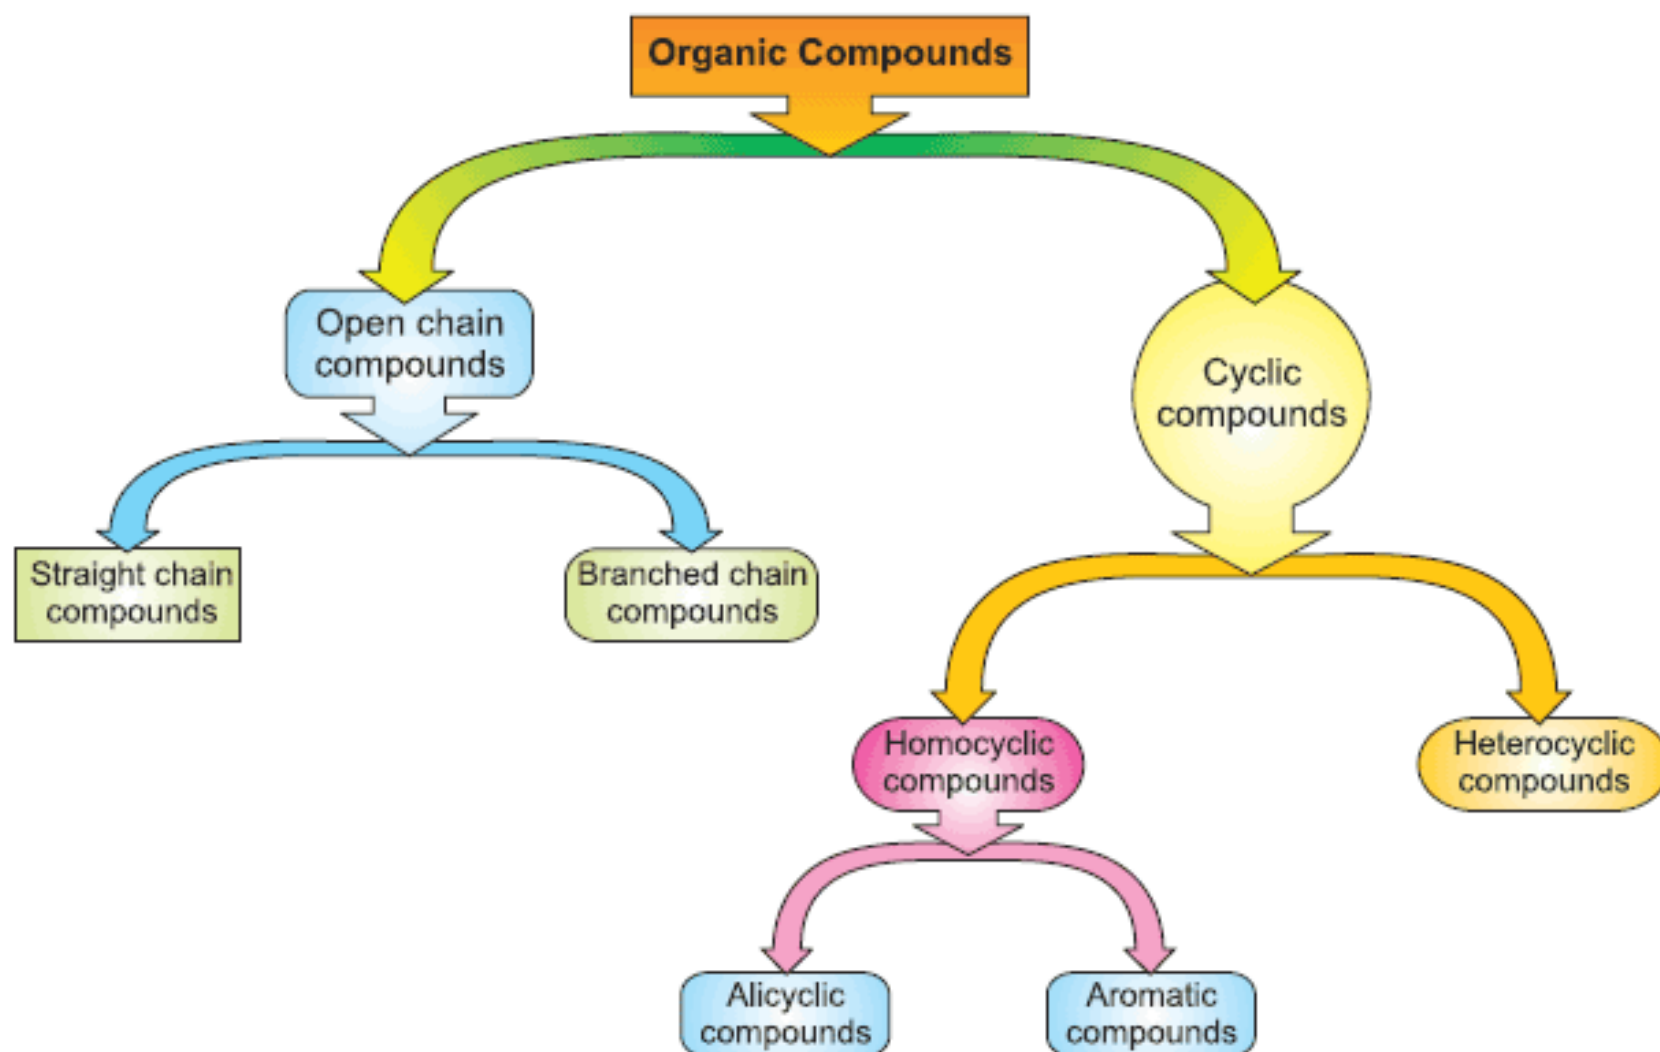 Organic Compounds
Open chain
compounds
Cyclic
compounds
Straight chain
compounds
Branched chain
compounds
Homocyclic
compounds
Heterocyclic
compounds
Alicyclic
compounds
Aromatic
compounds